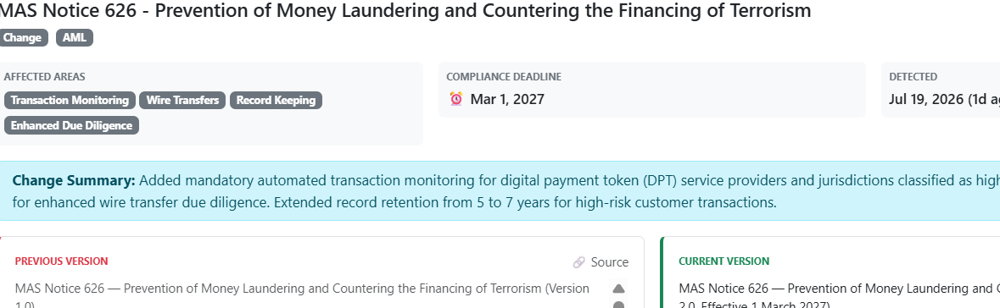 MAS Notice 626 - Prevention of Money Laundering and Countering the Financing of Terrorism
Change AML
AFFECTED AREAS
Transaction Monitoring Wire Transfers Record Keeping
Enhanced Due Diligence
COMPLIANCE DEADLINE
Mar 1, 2027
DETECTED
Jul 19, 2026 (1d
Change Summary: Added mandatory automated transaction monitoring for digital payment token (DPT) service providers and jurisdictions classified as
for enhanced wire transfer due diligence. Extended record retention from 5 to 7 years for high-risk customer transactions.
PREVIOUS VERSION
Source
MAS Notice 626 — Prevention of Money Laundering and Countering the Financing of Terrorism (Version
1.0)
CURRENT VERSION
MAS Notice 626 — Prevention of Money Laundering and
2.0, Effective 1 March 2027)